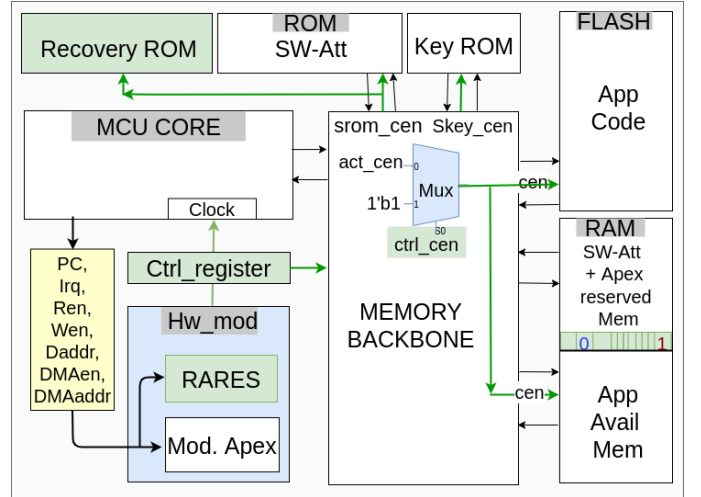 Recovery ROM
ROM
SW-Att
Key ROM
FLASH
App
Code
MCU CORE
Clock
srom_cen
Skey_cen
act_cen
0
Mux
1'b1
1
s0
ctrl_cen
cen
PC,
Irq,
Ren,
Wen,
Daddr,
DMAen,
DMAaddr
Ctrl_register
MEMORY
BACKBONE
RAM
SW-Att
+ Apex
reserved
Mem
0
1
Hw_mod
RARES
Mod. Apex
cen
App
Avail
Mem